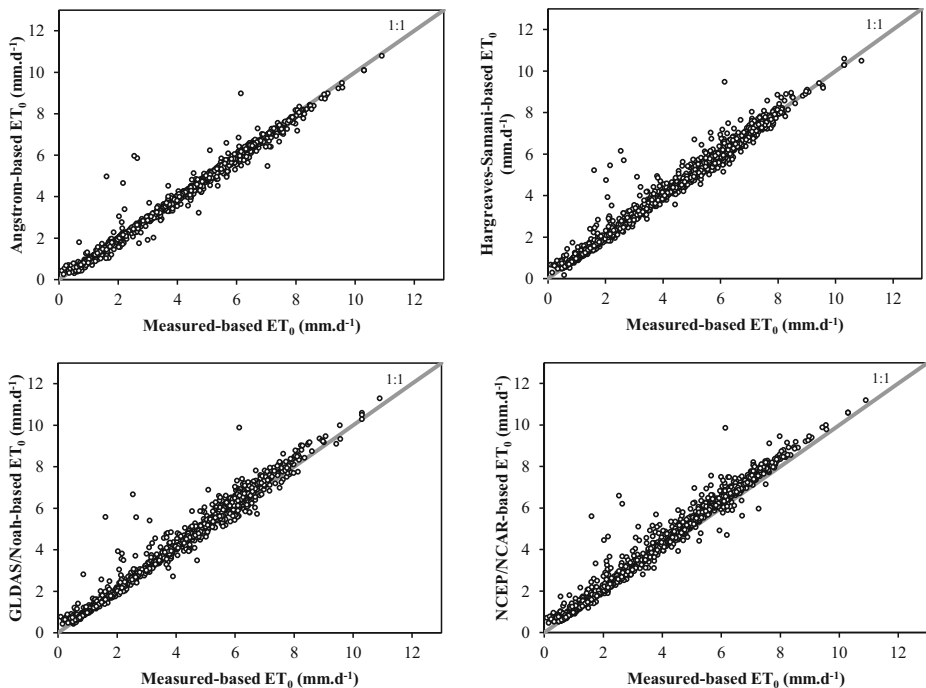 12
10
8
6
4
2
0
Angstrom-based ET0 (mm.d-1)
1:1
0 2 4 6 8 10 12
Measured-based ET0 (mm.d-1)
12
10
8
6
4
2
0
Hargreaves-Samani-based ET0
(mm.d-1)
1:1
0 2 4 6 8 10 12
Measured-based ET0 (mm.d-1)
12
10
8
6
4
2
0
GLDAS/Noah-based ET0 (mm.d-1)
1:1
0 2 4 6 8 10 12
Measured-based ET0 (mm.d-1)
12
10
8
6
4
2
0
NCEP/NCAR-based ET0 (mm.d-1)
1:1
0 2 4 6 8 10 12
Measured-based ET0 (mm.d-1)